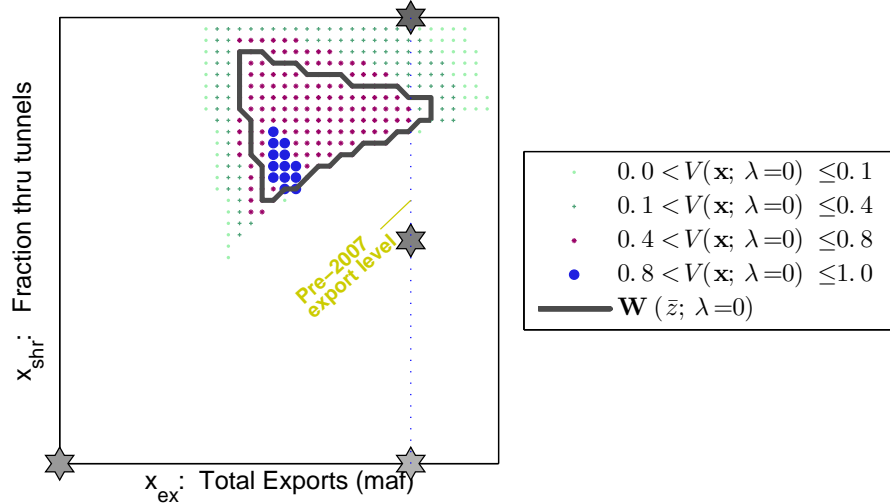 x_shr: Fraction thru tunnels
Pre-2007
export level
x_ex: Total Exports (maf)
0.0 < V(x; λ=0) ≤0.1
0.1 < V(x; λ=0) ≤0.4
0.4 < V(x; λ=0) ≤0.8
0.8 < V(x; λ=0) ≤1.0
W (z̄; λ=0)